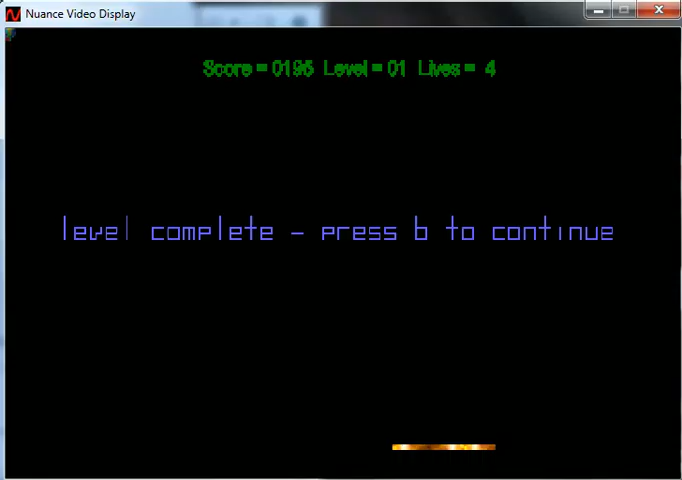 Nuance Video Display
Score=0196 Level=01 Lives= 4
level complete - press b to continue